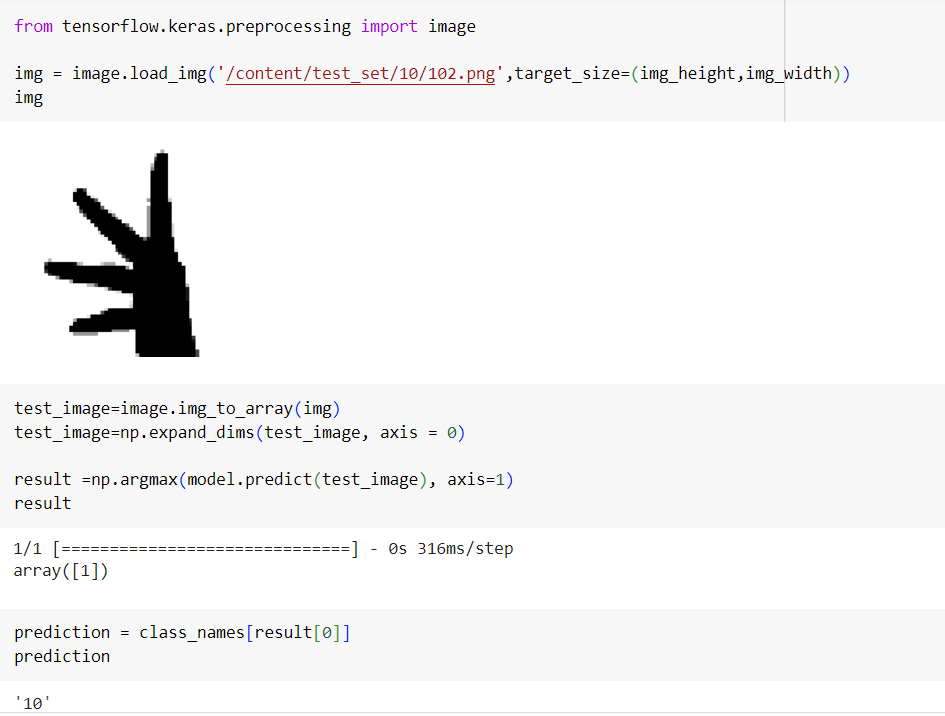 from tensorflow.keras.preprocessing import image
img = image.load_img('/content/test_set/10/102.png',target_size=(img_height,img_width))
img
test_image=image.img_to_array(img)
test_image=np.expand_dims(test_image, axis = 0)
result =np.argmax(model.predict(test_image), axis=1)
result
1/1 [==============================] - 0s 316ms/step
array([1])
prediction = class_names[result[0]]
prediction
'10'